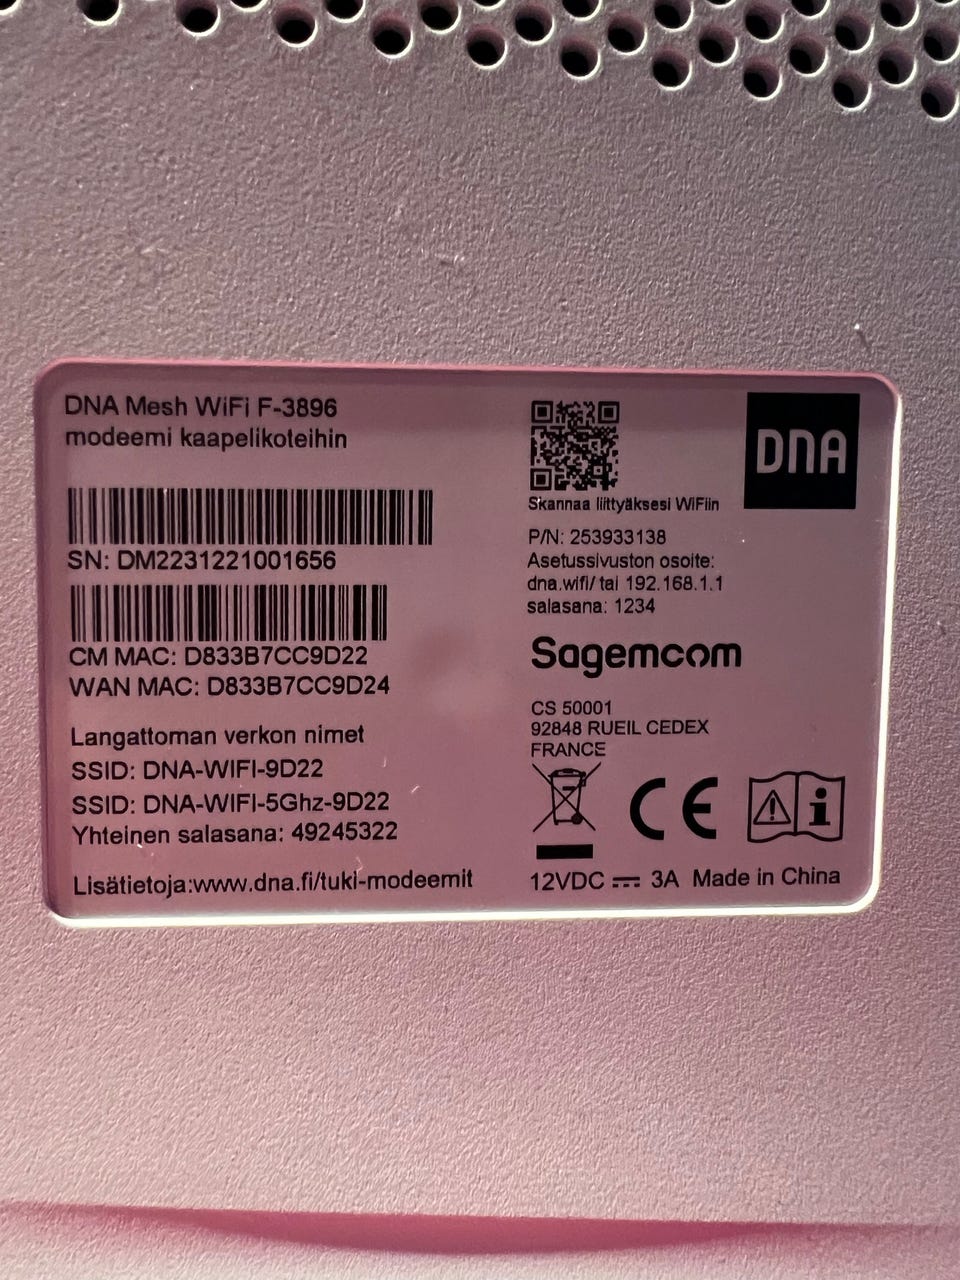 DNA Mesh WiFi F-3896
modeemi kaapelikoteihin
SN: DM2231221001656
CM MAC: D833B7CC9D22
WAN MAC: D833B7CC9D24
Langattoman verkon nimet
SSID: DNA-WIFI-9D22
SSID: DNA-WIFI-5Ghz-9D22
Yhteinen salasana: 49245322
Lisätietoja:www.dna.fi/tuki-modeemit
DNA
Skannaa liittyäksesi WiFiin
P/N: 253933138
Asetussivuston osoite:
dna.wifi/ tai 192.168.1.1
salasana: 1234
Sagemcom
CS 50001
92848 RUEIL CEDEX
FRANCE
CE
12VDC ⎓ 3A Made in China